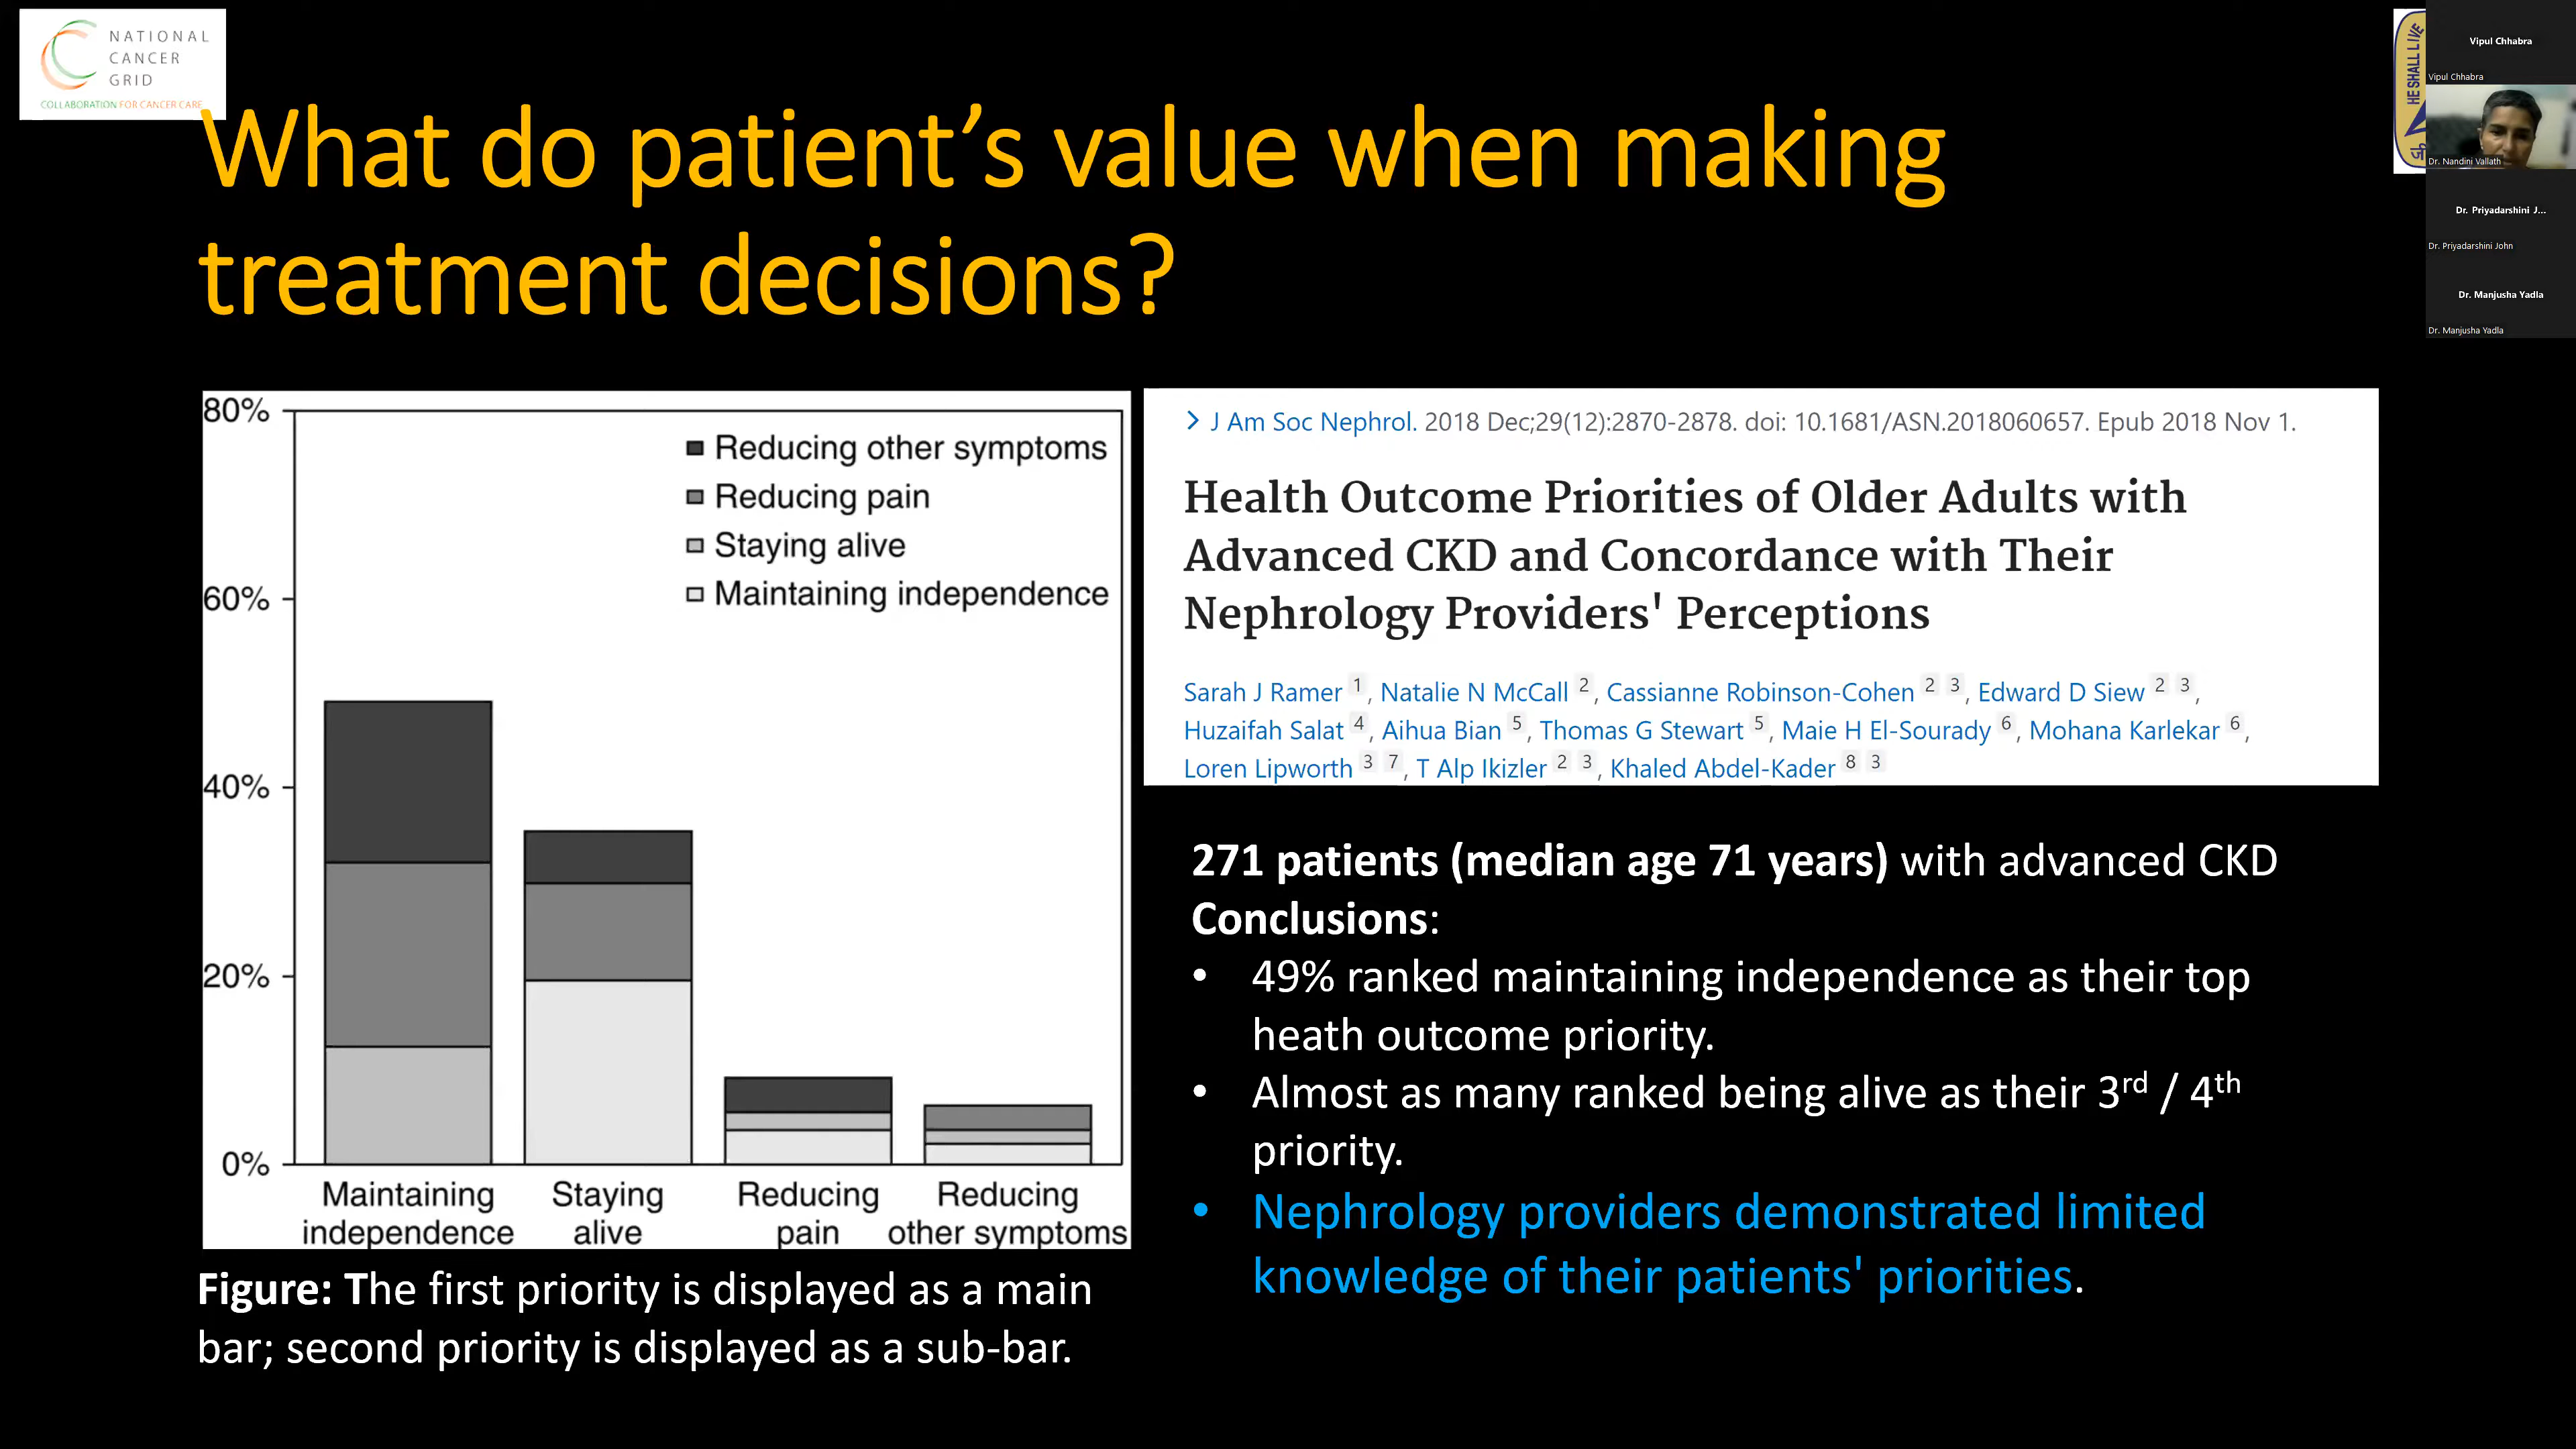 NATIONAL
CANCER
GRID
COLLABORATION FOR CANCER CARE
What do patient’s value when making
treatment decisions?
HE SHALL LIVE
Vipul Chhabra
Vipul Chhabra
Dr. Nandini Vallath
Dr. Priyadarshini J...
Dr. Priyadarshini John
Dr. Manjusha Yadla
Dr. Manjusha Yadla
80%
60%
40%
20%
0%
Reducing other symptoms
Reducing pain
Staying alive
Maintaining independence
Maintaining
independence
Staying
alive
Reducing
pain
Reducing
other symptoms
Figure: The first priority is displayed as a main
bar; second priority is displayed as a sub-bar.
> J Am Soc Nephrol. 2018 Dec;29(12):2870-2878. doi: 10.1681/ASN.2018060657. Epub 2018 Nov 1.
Health Outcome Priorities of Older Adults with
Advanced CKD and Concordance with Their
Nephrology Providers' Perceptions
Sarah J Ramer 1, Natalie N McCall 2, Cassianne Robinson-Cohen 2 3, Edward D Siew 2 3,
Huzaifah Salat 4, Aihua Bian 5, Thomas G Stewart 5, Maie H El-Sourady 6, Mohana Karlekar 6,
Loren Lipworth 3 7, T Alp Ikizler 2 3, Khaled Abdel-Kader 8 3
271 patients (median age 71 years) with advanced CKD
Conclusions:
• 49% ranked maintaining independence as their top
heath outcome priority.
• Almost as many ranked being alive as their 3rd / 4th
priority.
• Nephrology providers demonstrated limited
knowledge of their patients' priorities.